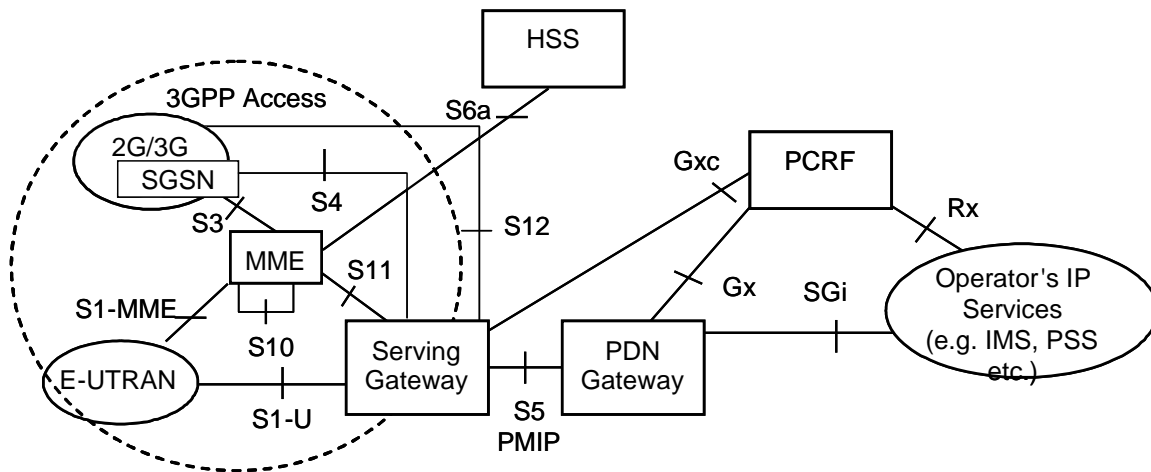 HSS
3GPP Access
S6a
2G/3G
SGSN
S4
S3
Gxc
PCRF
Rx
S12
MME
S11
Gx
SGi
Operator's IP
Services
(e.g. IMS, PSS
etc.)
S1-MME
S10
Serving
Gateway
PDN
Gateway
E-UTRAN
S1-U
S5
PMIP